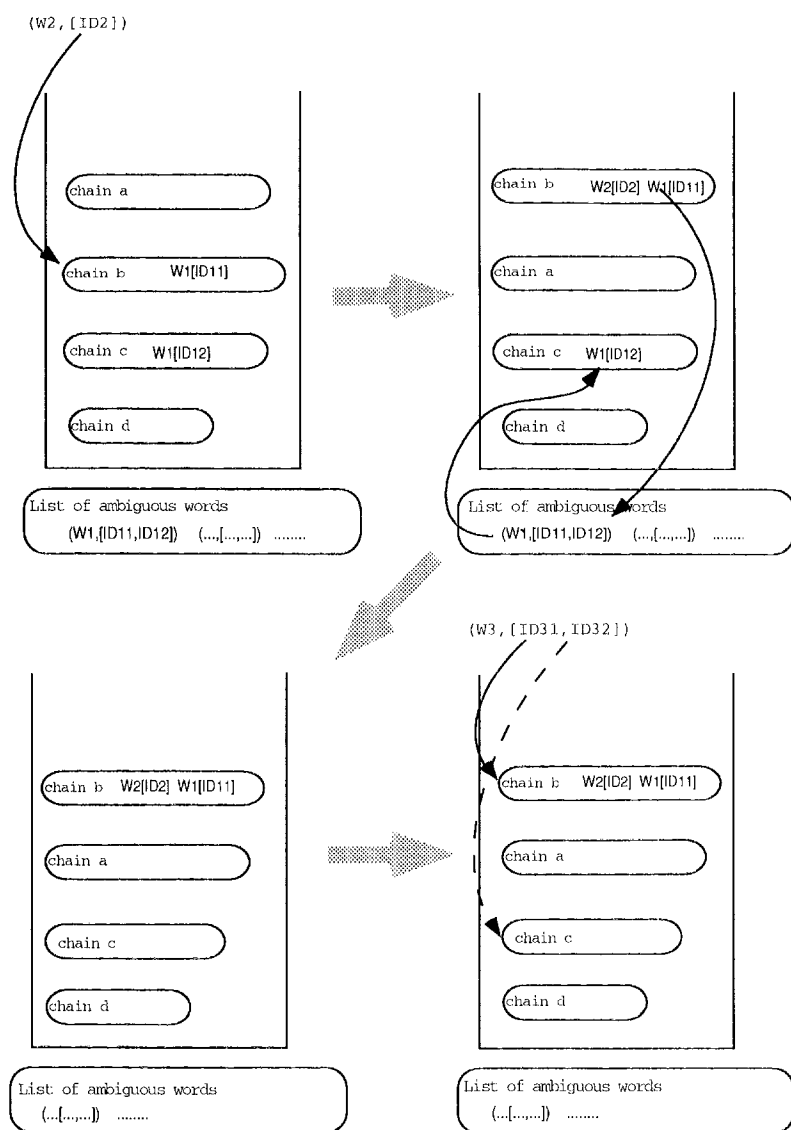 (W2,[ID2])
chain a
chain b W1[ID11]
chain c W1[ID12]
chain d
List of ambiguous words
(W1,[ID11,ID12]) (...,[...,...]) ........
chain b W2[ID2] W1[ID11]
chain a
chain c W1[ID12]
chain d
List of ambiguous words
(W1,[ID11,ID12]) (...,[...,...]) ........
chain b W2[ID2] W1[ID11]
chain a
chain c
chain d
List of ambiguous words
(...[...,...]) ........
(W3,[ID31,ID32])
chain b W2[ID2] W1[ID11]
chain a
chain c
chain d
List of ambiguous words
(...[...,...]) ........